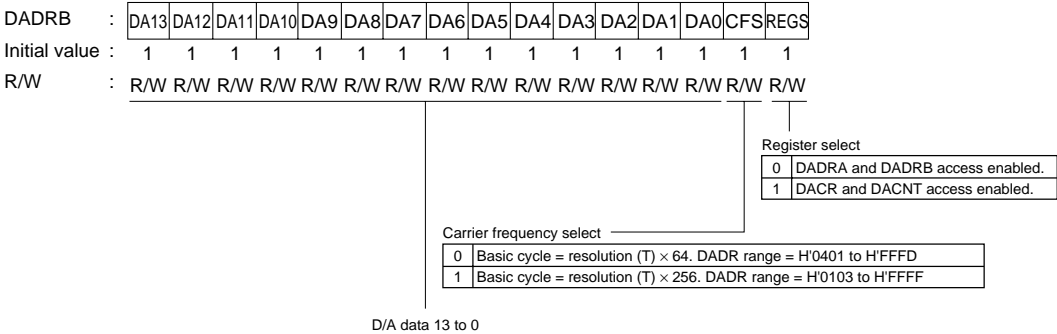 DADRB : DA13 DA12 DA11 DA10 DA9 DA8 DA7 DA6 DA5 DA4 DA3 DA2 DA1 DA0 CFS REGS
Initial value : 1 1 1 1 1 1 1 1 1 1 1 1 1 1 1 1
R/W : R/W R/W R/W R/W R/W R/W R/W R/W R/W R/W R/W R/W R/W R/W R/W R/W
Register select
0 DADRA and DADRB access enabled.
1 DACR and DACNT access enabled.
Carrier frequency select
0 Basic cycle = resolution (T) × 64. DADR range = H'0401 to H'FFFD
1 Basic cycle = resolution (T) × 256. DADR range = H'0103 to H'FFFF
D/A data 13 to 0